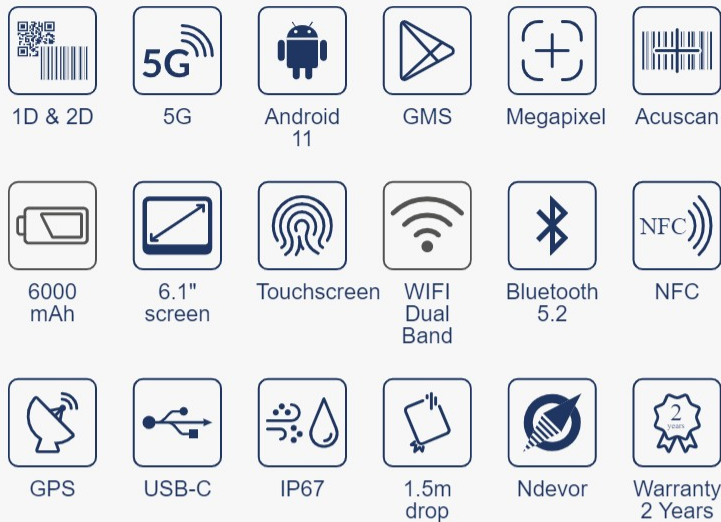 5G
1D & 2D
5G
Android
11
GMS
Megapixel
Acuscan
NFC
6000
mAh
6.1"
screen
Touchscreen
WIFI
Dual
Band
Bluetooth
5.2
NFC
2
years
GPS
USB-C
IP67
1.5m
drop
Ndevor
Warranty
2 Years